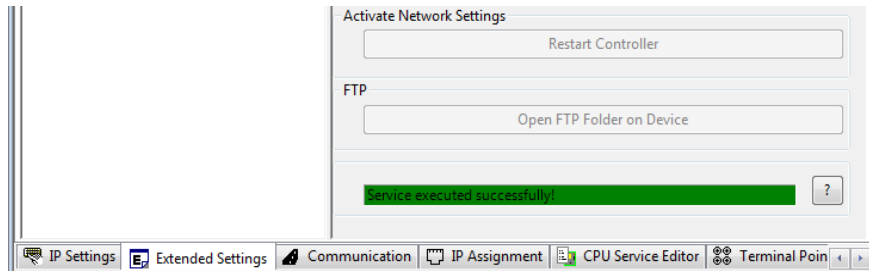 Activate Network Settings
Restart Controller
FTP
Open FTP Folder on Device
Service executed successfully!
?
IP Settings Extended Settings Communication IP Assignment CPU Service Editor Terminal Poin